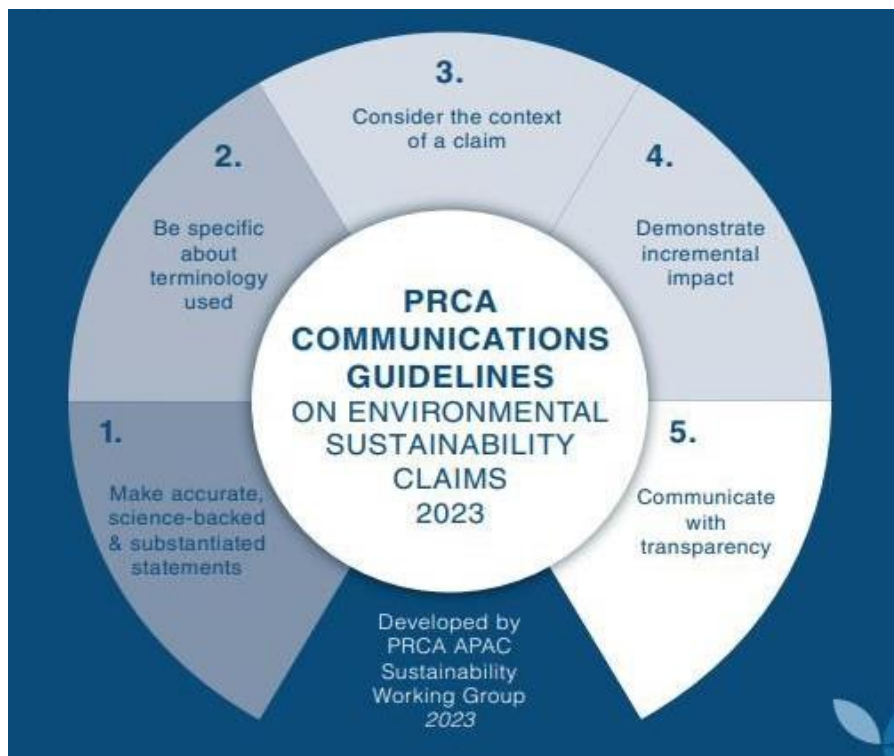 PRCA
COMMUNICATIONS
GUIDELINES
ON ENVIRONMENTAL
SUSTAINABILITY
CLAIMS
2023
1.
Make accurate,
science-backed
& substantiated
statements
2.
Be specific
about
terminology
used
3.
Consider the context
of a claim
4.
Demonstrate
incremental
impact
5.
Communicate
with
transparency
Developed by
PRCA APAC
Sustainability
Working Group
2023